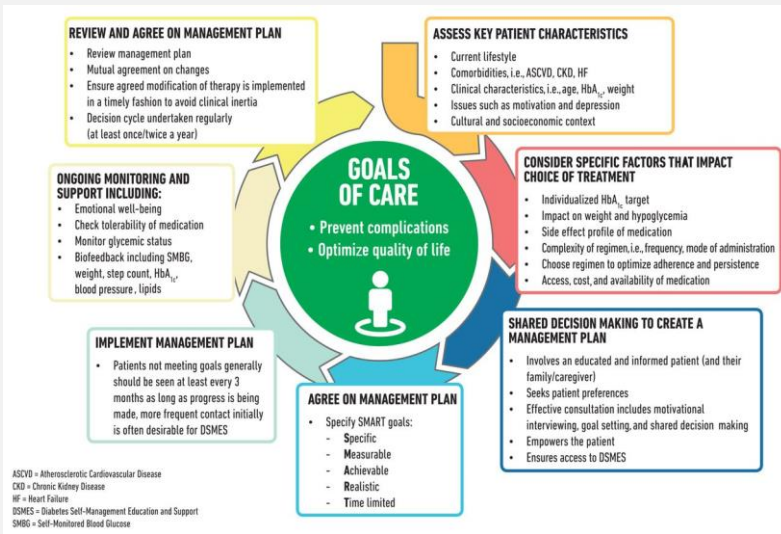 REVIEW AND AGREE ON MANAGEMENT PLAN
• Review management plan
• Mutual agreement on changes
• Ensure agreed modification of therapy is implemented
in a timely fashion to avoid clinical inertia
• Decision cycle undertaken regularly
(at least once/twice a year)
ASSESS KEY PATIENT CHARACTERISTICS
• Current lifestyle
• Comorbidities, i.e., ASCVD, CKD, HF
• Clinical characteristics, i.e., age, HbA1c, weight
• Issues such as motivation and depression
• Cultural and socioeconomic context
CONSIDER SPECIFIC FACTORS THAT IMPACT
CHOICE OF TREATMENT
• Individualized HbA1c target
• Impact on weight and hypoglycemia
• Side effect profile of medication
• Complexity of regimen, i.e., frequency, mode of administration
• Choose regimen to optimize adherence and persistence
• Access, cost, and availability of medication
SHARED DECISION MAKING TO CREATE A
MANAGEMENT PLAN
• Involves an educated and informed patient (and their
family/caregiver)
• Seeks patient preferences
• Effective consultation includes motivational
interviewing, goal setting, and shared decision making
• Empowers the patient
• Ensures access to DSMES
AGREE ON MANAGEMENT PLAN
• Specify SMART goals:
- Specific
- Measurable
- Achievable
- Realistic
- Time limited
IMPLEMENT MANAGEMENT PLAN
• Patients not meeting goals generally
should be seen at least every 3
months as long as progress is being
made, more frequent contact initially
is often desirable for DSMES
ONGOING MONITORING AND
SUPPORT INCLUDING:
• Emotional well-being
• Check tolerability of medication
• Monitor glycemic status
• Biofeedback including SMBG,
weight, step count, HbA1c,
blood pressure, lipids
GOALS
OF CARE
• Prevent complications
• Optimize quality of life
ASCVD = Atherosclerotic Cardiovascular Disease
CKD = Chronic Kidney Disease
HF = Heart Failure
DSMES = Diabetes Self-Management Education and Support
SMBG = Self-Monitored Blood Glucose